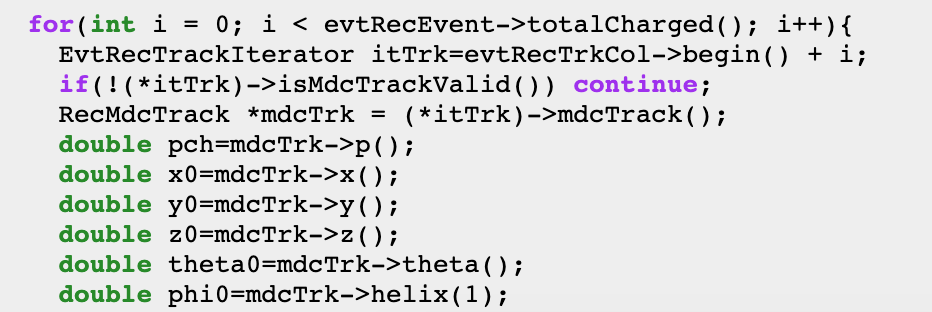 for(int i = 0; i < evtRecEvent->totalCharged(); i++){
  EvtRecTrackIterator itTrk=evtRecTrkCol->begin() + i;
  if(!(*itTrk)->isMdcTrackValid()) continue;
  RecMdcTrack *mdcTrk = (*itTrk)->mdcTrack();
  double pch=mdcTrk->p();
  double x0=mdcTrk->x();
  double y0=mdcTrk->y();
  double z0=mdcTrk->z();
  double theta0=mdcTrk->theta();
  double phi0=mdcTrk->helix(1);